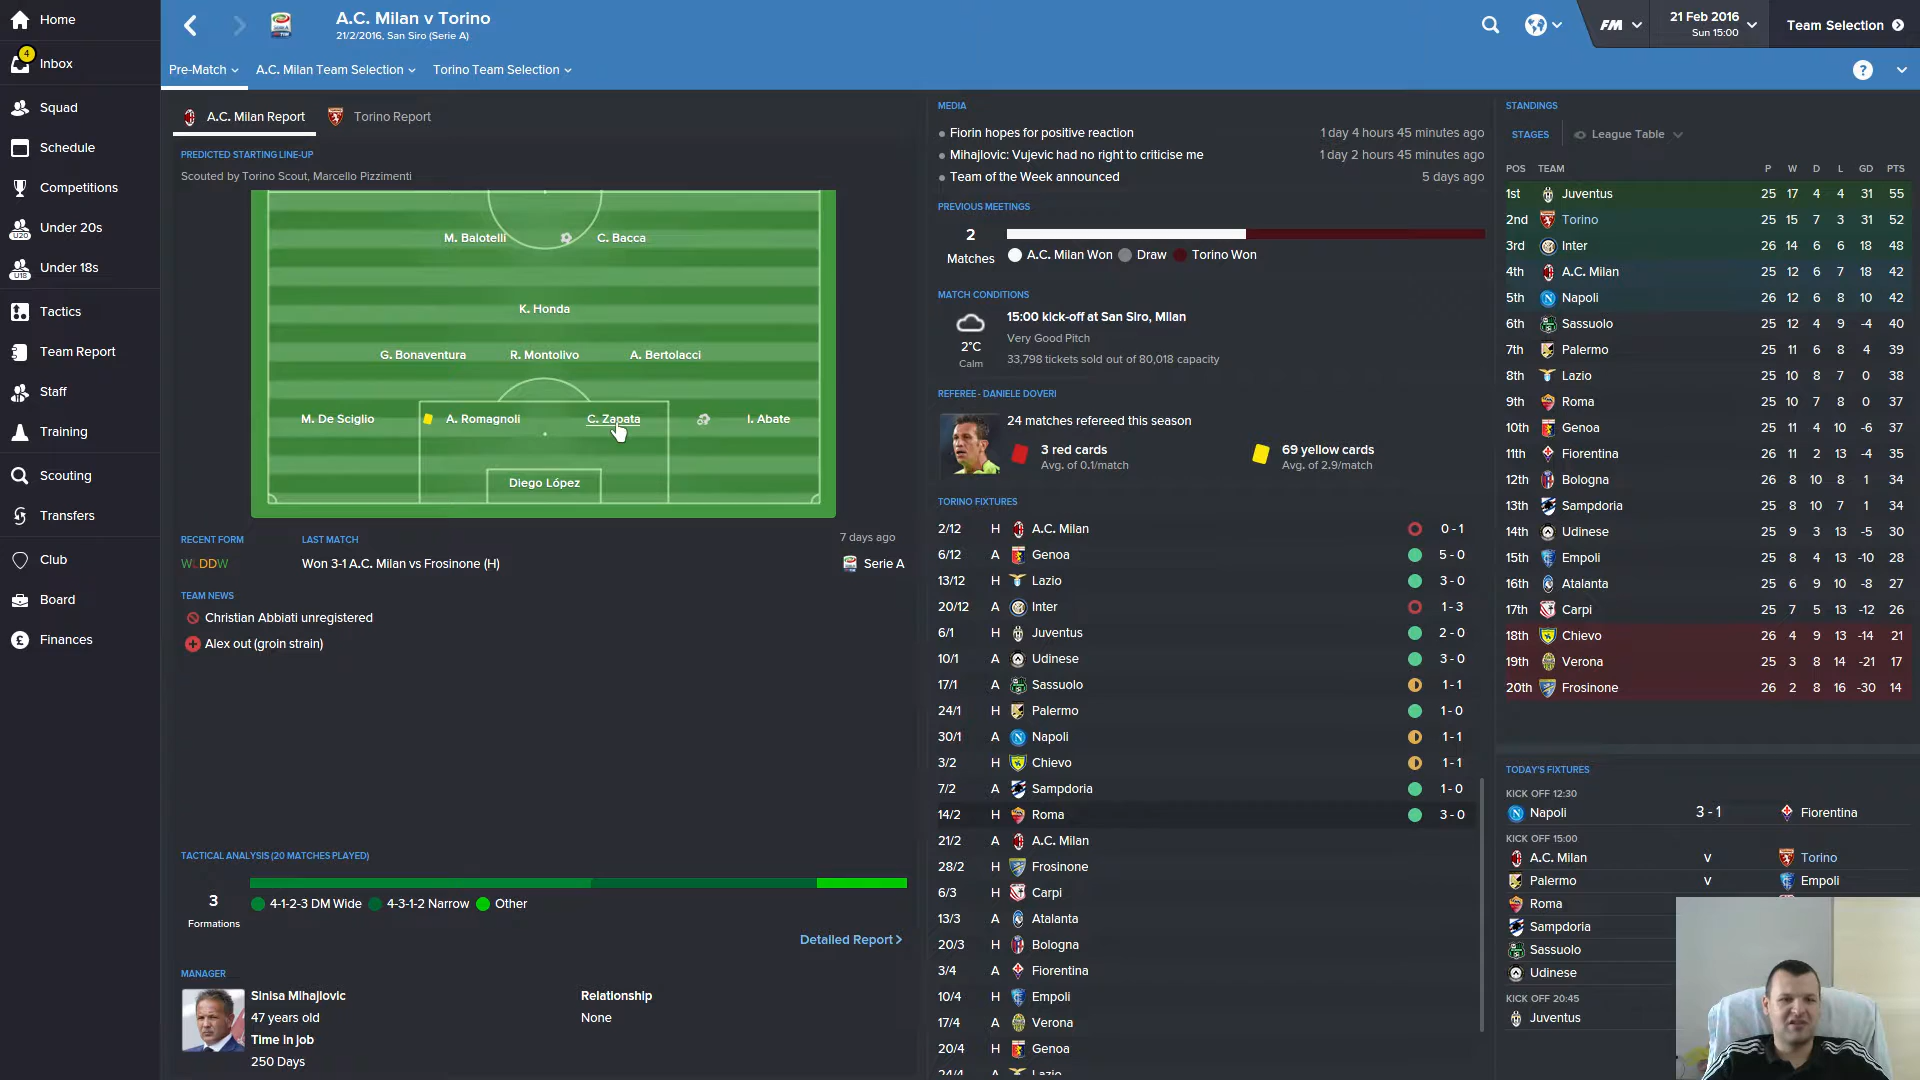 Home
4
Inbox
Squad
Schedule
Competitions
U20
Under 20s
U18
Under 18s
Tactics
Team Report
Staff
Training
Scouting
Transfers
Club
Board
£ Finances
A.C. Milan v Torino
21/2/2016, San Siro (Serie A)
FM
21 Feb 2016
Sun 15:00
Team Selection
Pre-Match
A.C. Milan Team Selection
Torino Team Selection
?
A.C. Milan Report
Torino Report
PREDICTED STARTING LINE-UP
Scouted by Torino Scout, Marcello Pizzimenti
M. Balotelli
C. Bacca
K. Honda
G. Bonaventura
R. Montolivo
A. Bertolacci
M. De Sciglio
A. Romagnoli
C. Zapata
I. Abate
Diego López
RECENT FORM
WLDDW
LAST MATCH
7 days ago
Won 3-1 A.C. Milan vs Frosinone (H)
Serie A
TEAM NEWS
Christian Abbiati unregistered
Alex out (groin strain)
TACTICAL ANALYSIS (20 MATCHES PLAYED)
3
Formations
4-1-2-3 DM Wide
4-3-1-2 Narrow
Other
Detailed Report
MANAGER
Sinisa Mihajlovic
47 years old
Time in job
250 Days
Relationship
None
MEDIA
Fiorin hopes for positive reaction 1 day 4 hours 45 minutes ago
Mihajlovic: Vujevic had no right to criticise me 1 day 2 hours 45 minutes ago
Team of the Week announced 5 days ago
PREVIOUS MEETINGS
2
Matches
A.C. Milan Won
Draw
Torino Won
MATCH CONDITIONS
2°C
Calm
15:00 kick-off at San Siro, Milan
Very Good Pitch
33,798 tickets sold out of 80,018 capacity
REFEREE - DANIELE DOVERI
24 matches refereed this season
3 red cards
Avg. of 0.1/match
69 yellow cards
Avg. of 2.9/match
TORINO FIXTURES
2/12 H A.C. Milan 0 - 1
6/12 A Genoa 5 - 0
13/12 H Lazio 3 - 0
20/12 A Inter 1 - 3
6/1 H Juventus 2 - 0
10/1 A Udinese 3 - 0
17/1 A Sassuolo 1 - 1
24/1 H Palermo 1 - 0
30/1 A Napoli 1 - 1
3/2 H Chievo 1 - 1
7/2 A Sampdoria 1 - 0
14/2 H Roma 3 - 0
21/2 A A.C. Milan
28/2 H Frosinone
6/3 H Carpi
13/3 A Atalanta
20/3 H Bologna
3/4 A Fiorentina
10/4 H Empoli
17/4 A Verona
20/4 H Genoa
24/4 A Lazio
STANDINGS
STAGES
League Table
POS TEAM P W D L GD PTS
1st Juventus 25 17 4 4 31 55
2nd Torino 25 15 7 3 31 52
3rd Inter 26 14 6 6 18 48
4th A.C. Milan 25 12 6 7 18 42
5th Napoli 26 12 6 8 10 42
6th Sassuolo 25 12 4 9 -4 40
7th Palermo 25 11 6 8 4 39
8th Lazio 25 10 8 7 0 38
9th Roma 25 10 7 8 0 37
10th Genoa 25 11 4 10 -6 37
11th Fiorentina 26 11 2 13 -4 35
12th Bologna 26 8 10 8 1 34
13th Sampdoria 25 8 10 7 1 34
14th Udinese 25 9 3 13 -5 30
15th Empoli 25 8 4 13 -10 28
16th Atalanta 25 6 9 10 -8 27
17th Carpi 25 7 5 13 -12 26
18th Chievo 26 4 9 13 -14 21
19th Verona 25 3 8 14 -21 17
20th Frosinone 26 2 8 16 -30 14
TODAY'S FIXTURES
KICK OFF 12:30
Napoli 3 - 1 Fiorentina
KICK OFF 15:00
A.C. Milan v Torino
Palermo v Empoli
Roma
Sampdoria
Sassuolo
Udinese
KICK OFF 20:45
Juventus